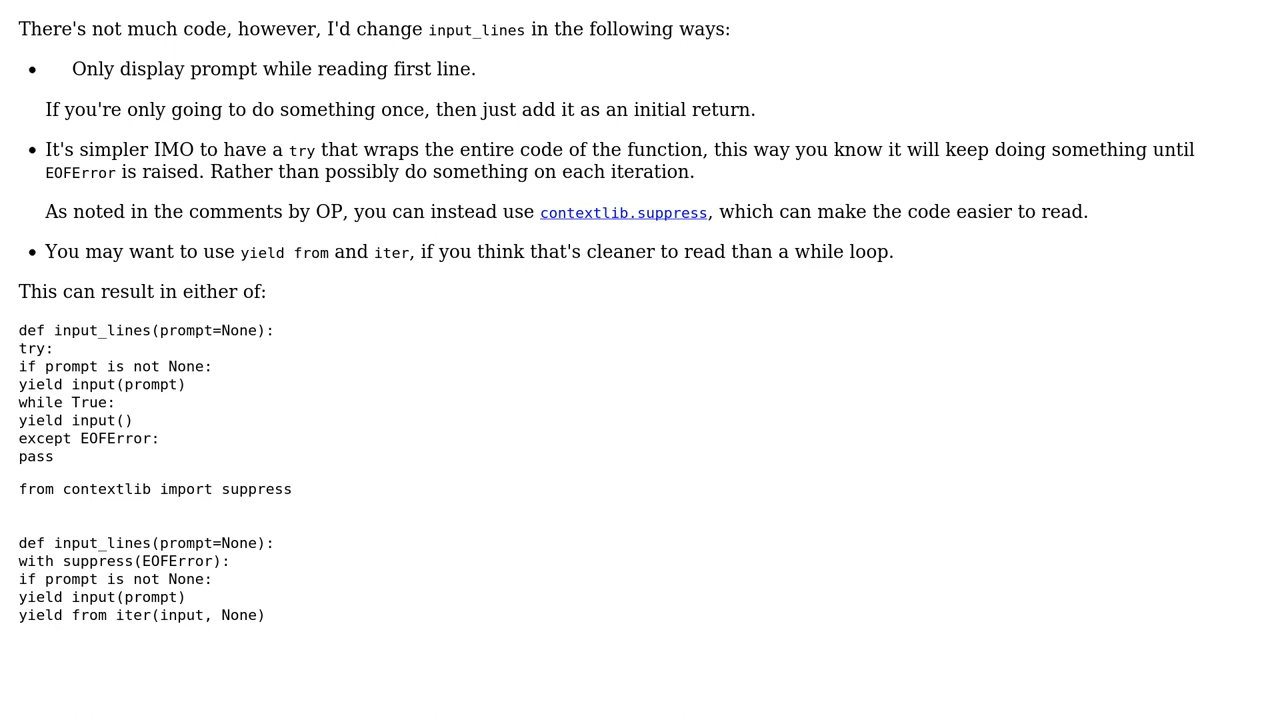 There's not much code, however, I'd change input_lines in the following ways:
Only display prompt while reading first line.
If you're only going to do something once, then just add it as an initial return.
It's simpler IMO to have a try that wraps the entire code of the function, this way you know it will keep doing something until
EOFError is raised. Rather than possibly do something on each iteration.
As noted in the comments by OP, you can instead use contextlib.suppress, which can make the code easier to read.
You may want to use yield from and iter, if you think that's cleaner to read than a while loop.
This can result in either of:
def input_lines(prompt=None):
try:
if prompt is not None:
yield input(prompt)
while True:
yield input()
except EOFError:
pass
from contextlib import suppress
def input_lines(prompt=None):
with suppress(EOFError):
if prompt is not None:
yield input(prompt)
yield from iter(input, None)